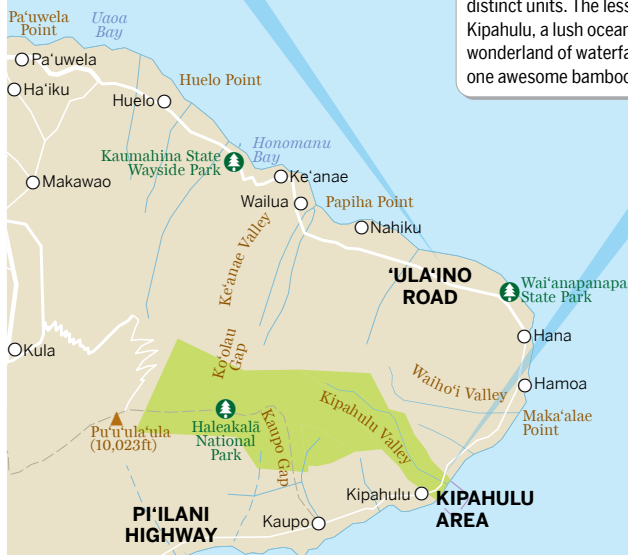 distinct units. The less
Kipahulu, a lush ocean
wonderland of waterfa
one awesome bamboo
Pa‘uwela
Point
Uaoa
Bay
Pa‘uwela
Ha‘iku
Huelo Point
Huelo
Honomanu
Bay
Kaumahina State
Wayside Park
Ke‘anae
Makawao
Wailua
Papiha Point
Nahiku
Ke‘anae Valley
‘ULA‘INO
ROAD
Wai‘anapanapa
State Park
Hana
Kula
Ko‘olau
Gap
Waiho‘i Valley
Hamoa
Maka‘alae
Point
Pu‘u‘ula‘ula
(10,023ft)
Haleakalā
National
Park
Kaupo Gap
Kipahulu Valley
Kipahulu
KIPAHULU
AREA
PI‘ILANI
HIGHWAY
Kaupo